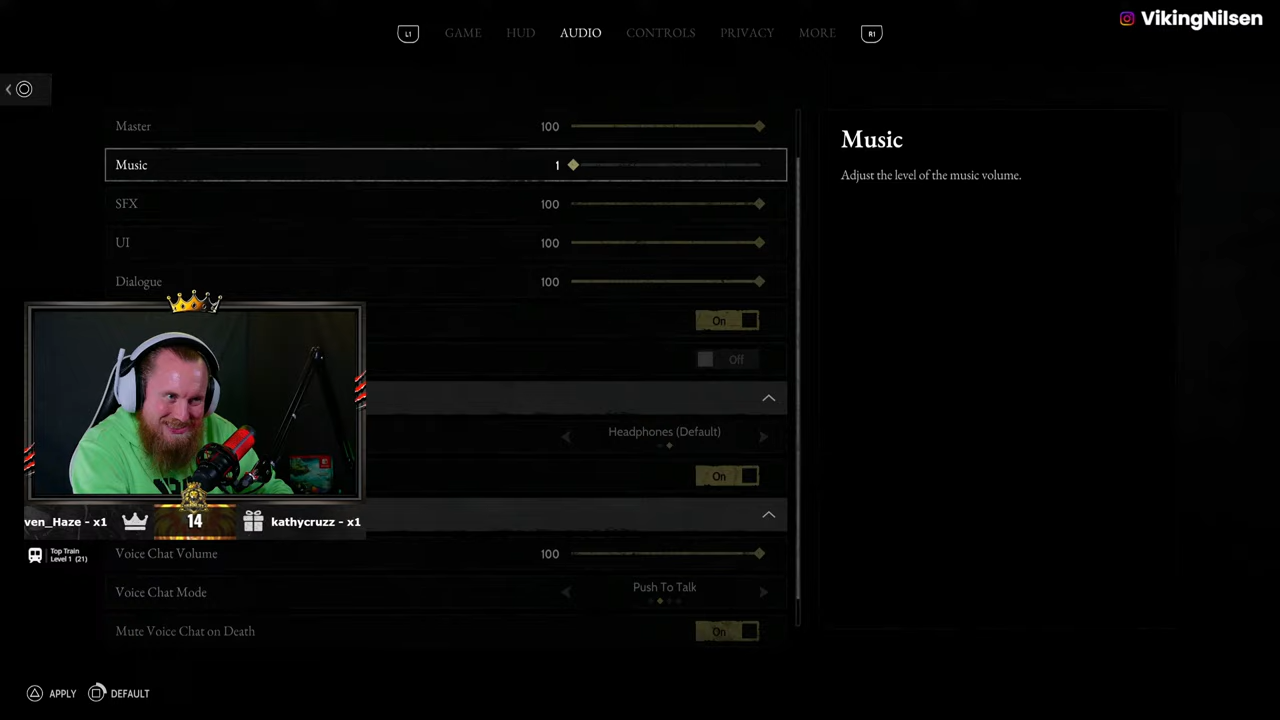 VikingNilsen
L1 GAME HUD AUDIO CONTROLS PRIVACY MORE R1
Master 100
Music 1
SFX 100
UI 100
Dialogue 100
On
Off
Headphones (Default)
On
Voice Chat Volume 100
Voice Chat Mode Push To Talk
Mute Voice Chat on Death On
APPLY DEFAULT
Music
Adjust the level of the music volume.
ven_Haze - x1 14 kathycruzz - x1
Top Train
Level 1 (21)